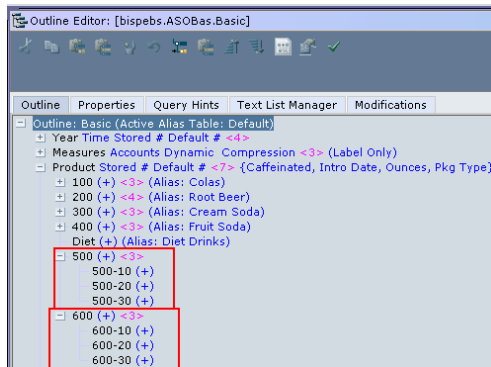 Outline Editor: [bispebs.ASOBas.Basic]
Outline Properties Query Hints Text List Manager Modifications
Outline: Basic (Active Alias Table: Default)
Year Time Stored # Default # <4>
Measures Accounts Dynamic Compression <3> (Label Only)
Product Stored # Default # <7> {Caffeinated, Intro Date, Ounces, Pkg Type}
100 (+) <3> (Alias: Colas)
200 (+) <4> (Alias: Root Beer)
300 (+) <3> (Alias: Cream Soda)
400 (+) <3> (Alias: Fruit Soda)
Diet (+) (Alias: Diet Drinks)
500 (+) <3>
500-10 (+)
500-20 (+)
500-30 (+)
600 (+) <3>
600-10 (+)
600-20 (+)
600-30 (+)